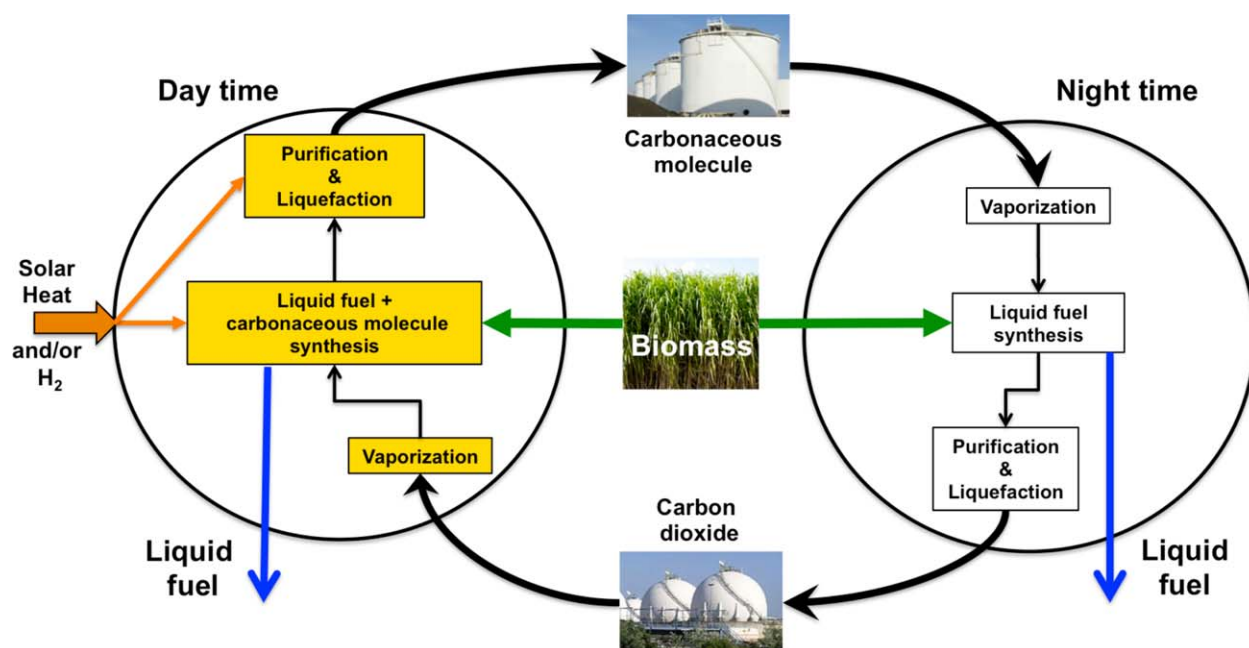 Day time
Night time
Purification
&
Liquefaction
Carbonaceous
molecule
Vaporization
Solar
Heat
and/or
H₂
Liquid fuel +
carbonaceous molecule
synthesis
Biomass
Liquid fuel
synthesis
Vaporization
Purification
&
Liquefaction
Carbon
dioxide
Liquid
fuel
Liquid
fuel